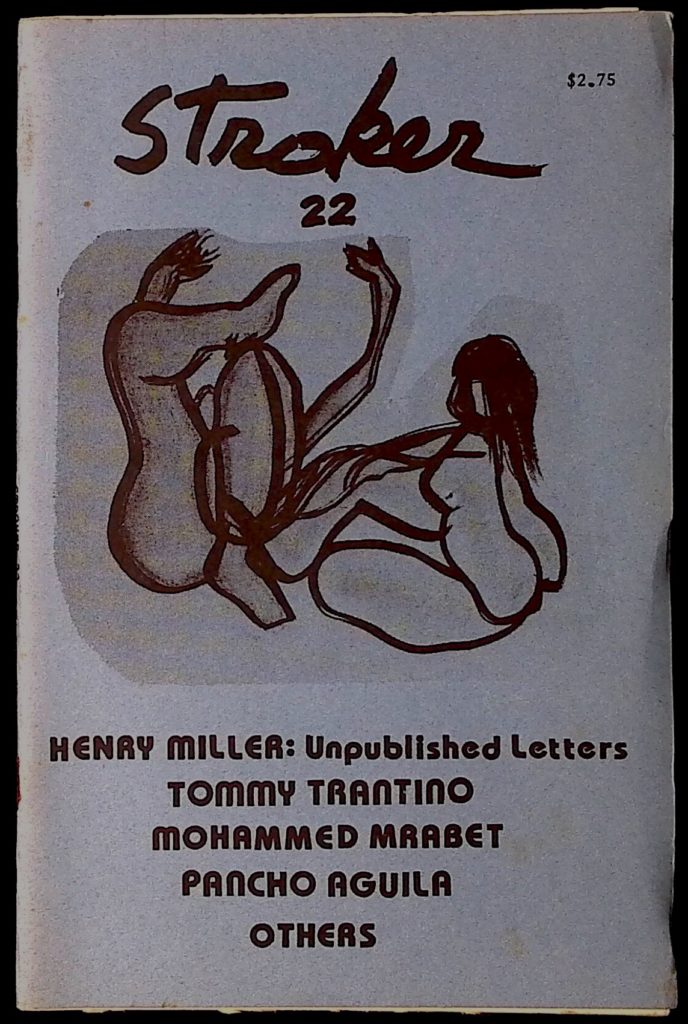 $2.75
Stroker
22
HENRY MILLER: Unpublished Letters
TOMMY TRANTINO
MOHAMMED MRABET
PANCHO AGUILA
OTHERS